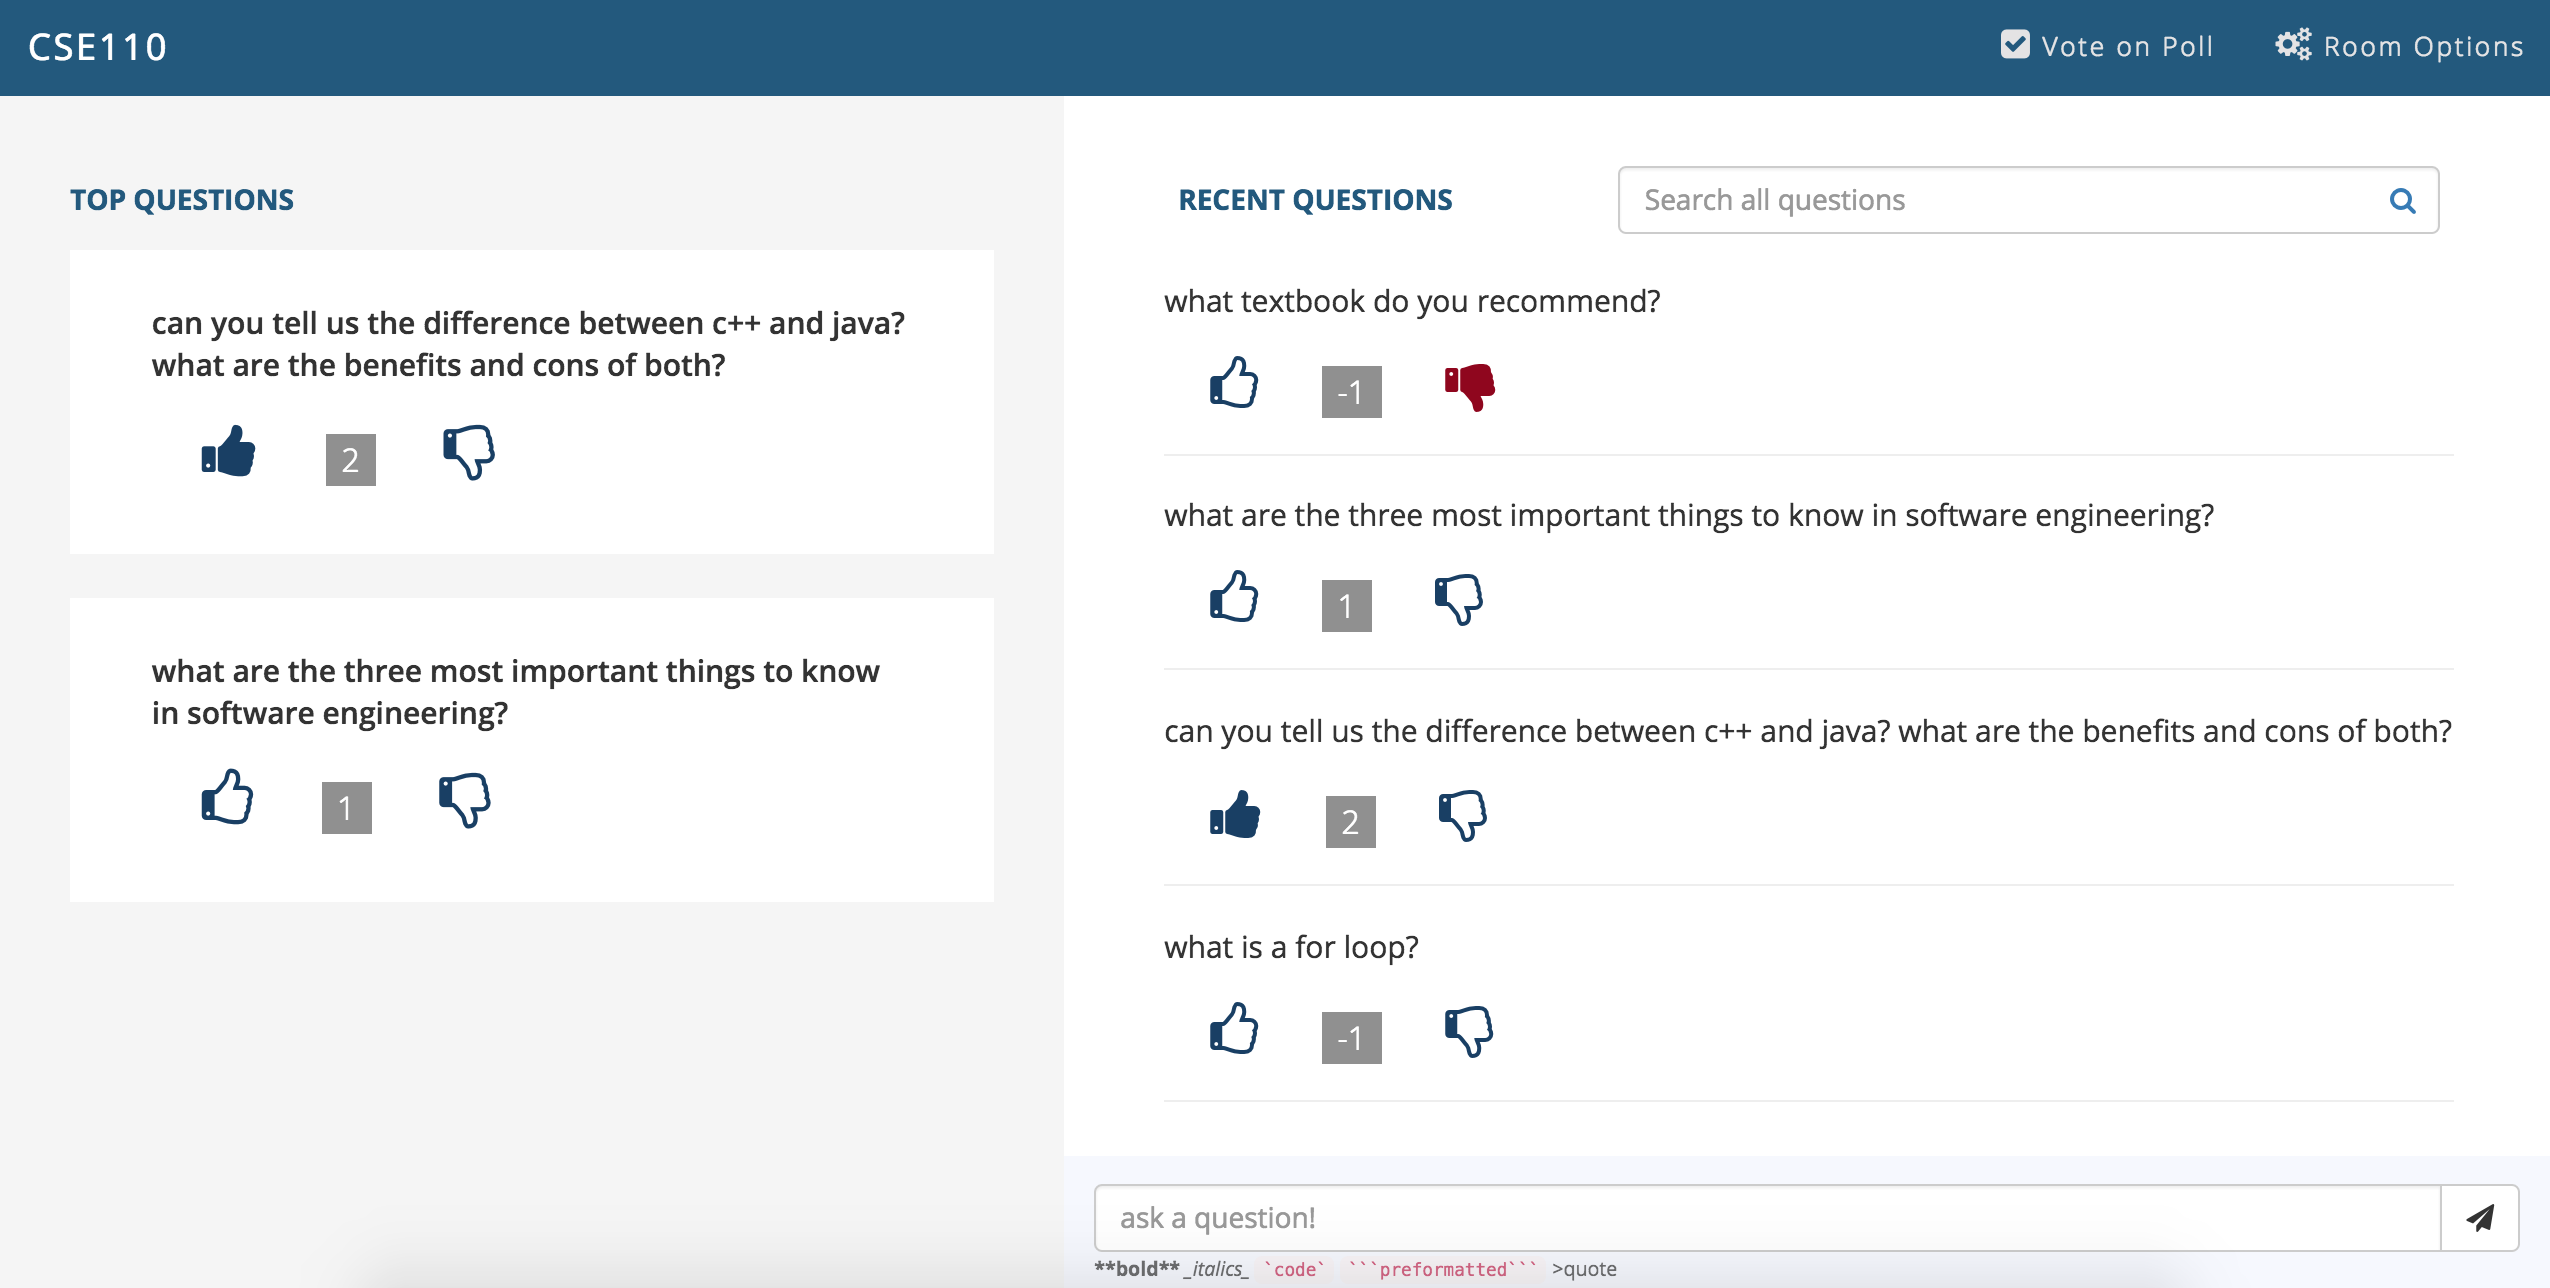 CSE110
Vote on Poll
Room Options
TOP QUESTIONS
can you tell us the difference between c++ and java?
what are the benefits and cons of both?
2
what are the three most important things to know
in software engineering?
1
RECENT QUESTIONS
Search all questions
what textbook do you recommend?
-1
what are the three most important things to know in software engineering?
1
can you tell us the difference between c++ and java? what are the benefits and cons of both?
2
what is a for loop?
-1
ask a question!
**bold** _italics_ `code` ```preformatted``` >quote